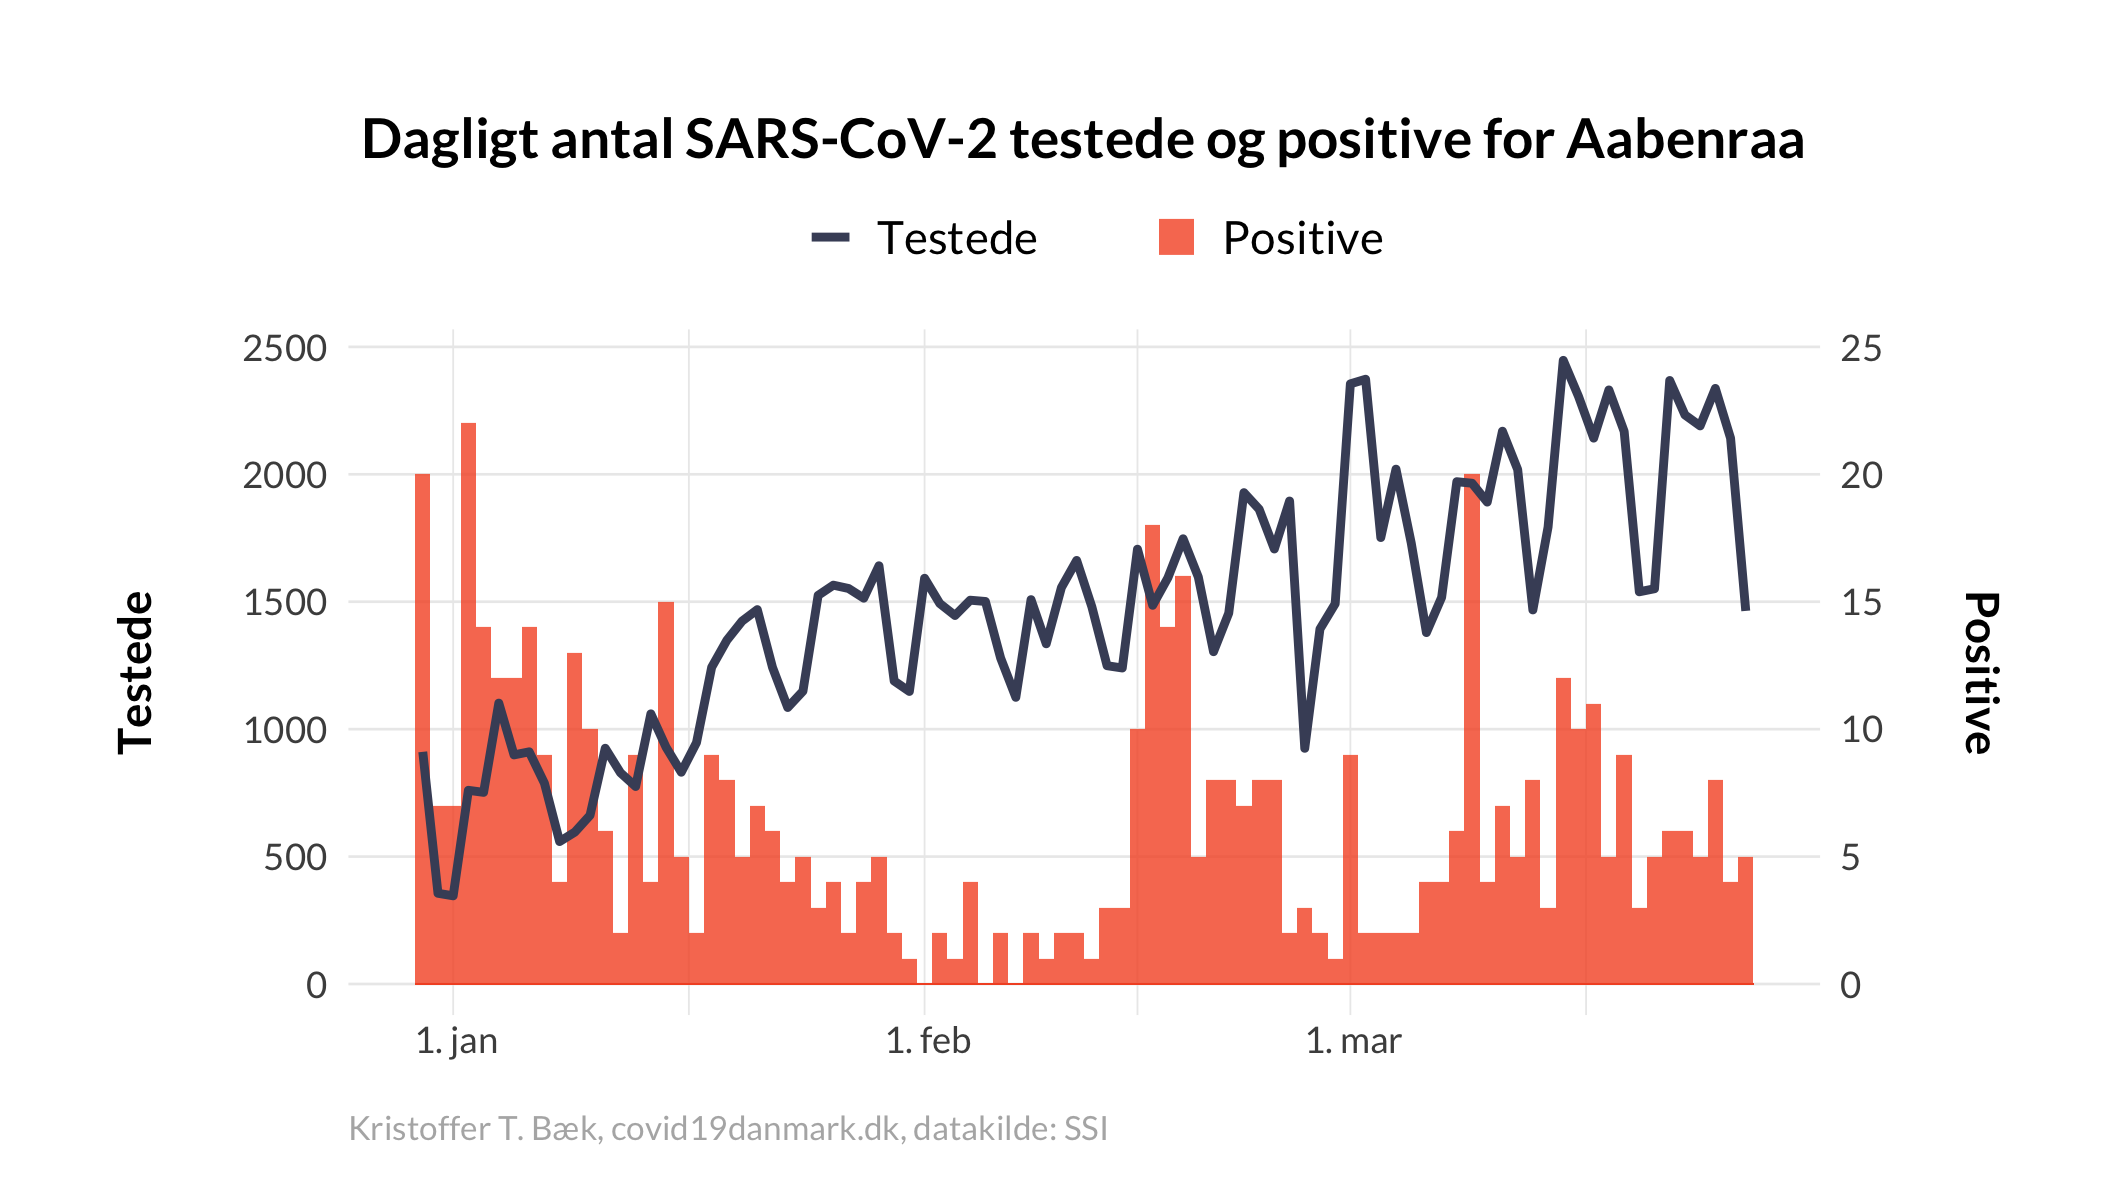 Dagligt antal SARS-CoV-2 testede og positive for Aabenraa
Testede
Positive
2500
2000
1500
1000
500
0
25
20
15
10
5
0
Testede
Positive
1. jan
1. feb
1. mar
Kristoffer T. Bæk, covid19danmark.dk, datakilde: SSI